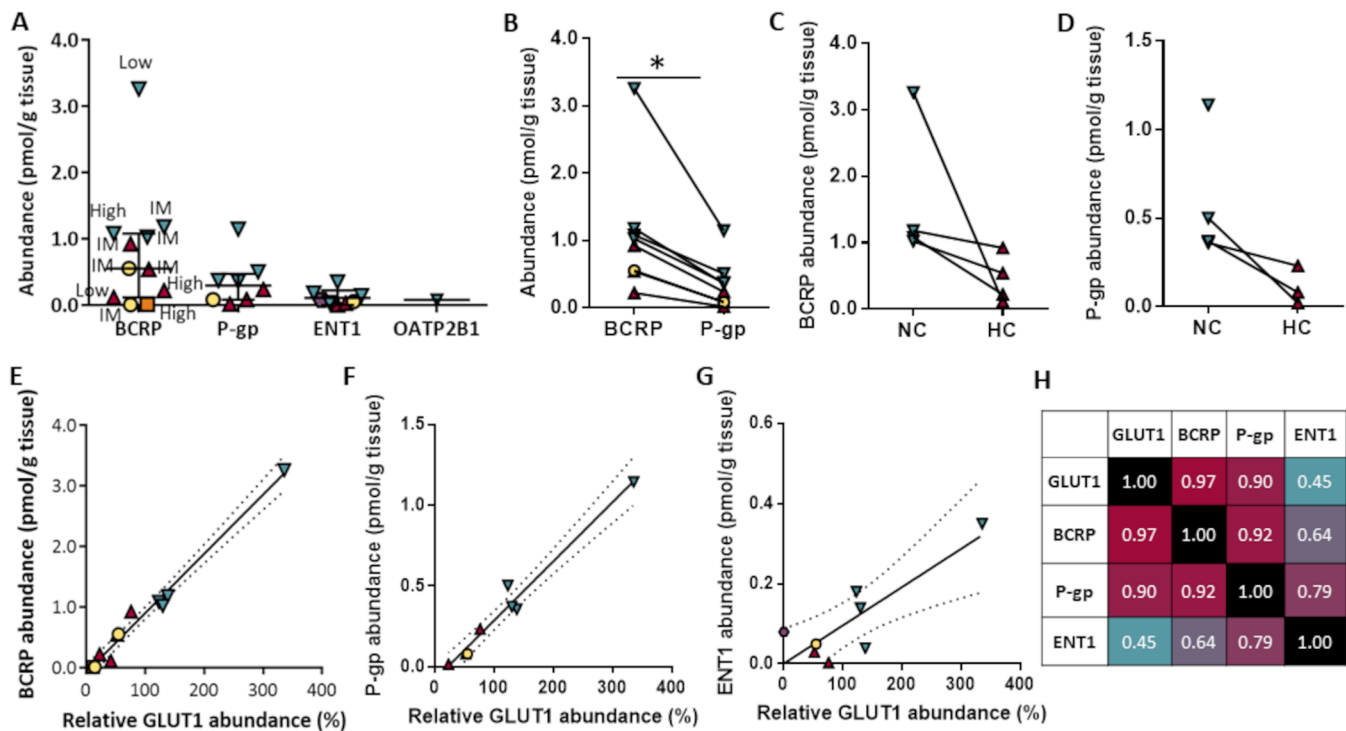 A
Abundance (pmol/g tissue)
4.0
3.0
2.0
1.0
0.0
Low
High
IM
IM
IM
IM
IM
Low
High
IM
High
BCRP
P-gp
ENT1
OATP2B1
B
Abundance (pmol/g tissue)
4.0
3.0
2.0
1.0
0.0
*
BCRP
P-gp
C
BCRP abundance (pmol/g tissue)
4.0
3.0
2.0
1.0
0.0
NC
HC
D
P-gp abundance (pmol/g tissue)
1.5
1.0
0.5
0.0
NC
HC
E
BCRP abundance (pmol/g tissue)
4.0
3.0
2.0
1.0
0.0
0 100 200 300 400
Relative GLUT1 abundance (%)
F
P-gp abundance (pmol/g tissue)
1.5
1.0
0.5
0.0
0 100 200 300 400
Relative GLUT1 abundance (%)
G
ENT1 abundance (pmol/g tissue)
0.6
0.4
0.2
0.0
0 100 200 300 400
Relative GLUT1 abundance (%)
H
GLUT1 BCRP P-gp ENT1
GLUT1 1.00 0.97 0.90 0.45
BCRP 0.97 1.00 0.92 0.64
P-gp 0.90 0.92 1.00 0.79
ENT1 0.45 0.64 0.79 1.00